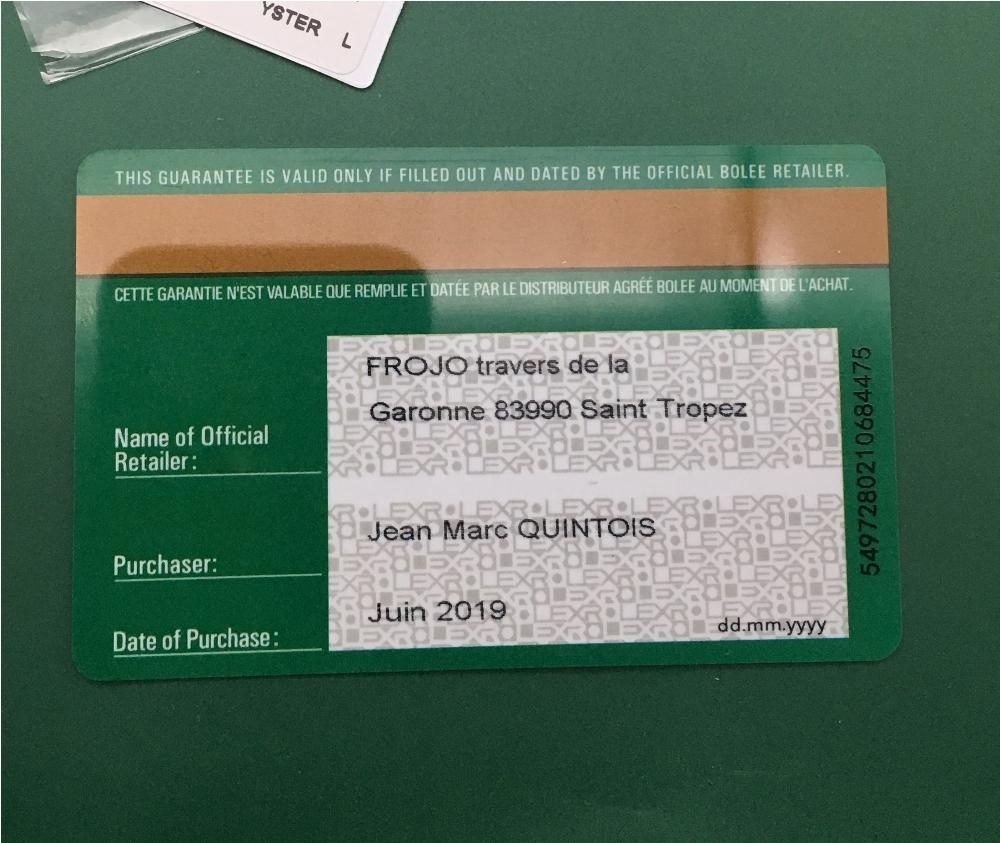 YSTER L
THIS GUARANTEE IS VALID ONLY IF FILLED OUT AND DATED BY THE OFFICIAL BOLEE RETAILER.
CETTE GARANTIE N'EST VALABLE QUE REMPLIE ET DATÉE PAR LE DISTRIBUTEUR AGRÉÉ BOLEE AU MOMENT DE L'ACHAT.
FROJO travers de la
Garonne 83990 Saint Tropez
Name of Official
Retailer:
Jean Marc QUINTOIS
Purchaser:
Juin 2019
dd.mm.yyyy
Date of Purchase:
5497280210684475